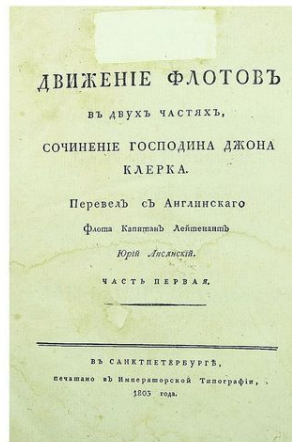 ДВИЖЕНІЕ ФЛОТОВЪ
ВЪ ДВУХЪ ЧАСТЯХЪ,
СОЧИНЕНІЕ ГОСПОДИНА ДЖОНА
КЛЕРКА.
Перевелъ съ Англинскаго
Флота Капитанъ Лейтенантъ
Юрій Лисянскій.
ЧАСТЬ ПЕРВАЯ.
ВЪ САНКТПЕТЕРБУРГѢ,
печатано въ Императорской Типографіи,
1803 года.